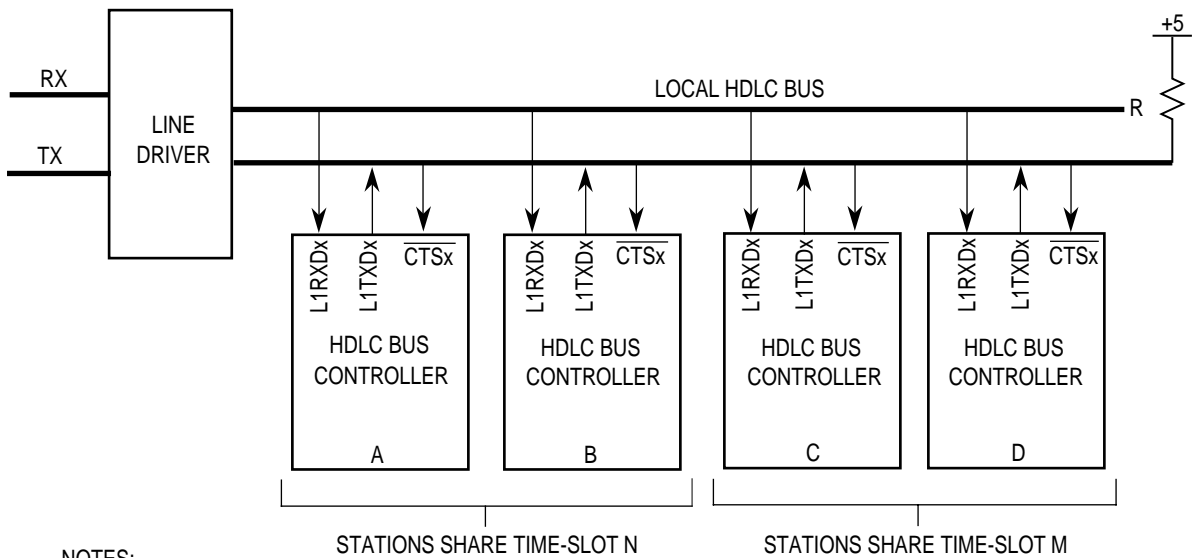 +5
RX
LOCAL HDLC BUS
R
LINE
DRIVER
TX
L1RXDx
L1TXDx
CTSx
L1RXDx
L1TXDx
CTSx
L1RXDx
L1TXDx
CTSx
L1RXDx
L1TXDx
CTSx
HDLC BUS
CONTROLLER
A
HDLC BUS
CONTROLLER
B
HDLC BUS
CONTROLLER
C
HDLC BUS
CONTROLLER
D
STATIONS SHARE TIME-SLOT N
STATIONS SHARE TIME-SLOT M
NOTES: